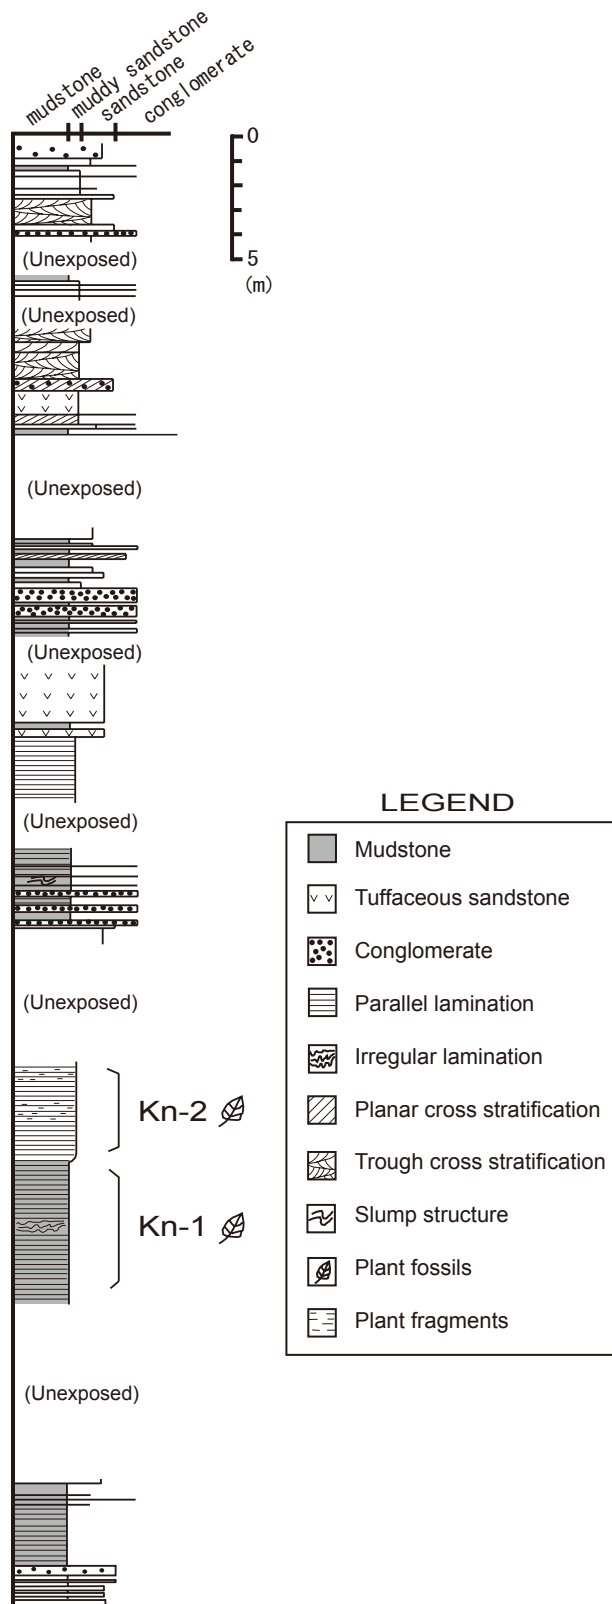 mudstone
muddy sandstone
sandstone
conglomerate
0
5
(m)
(Unexposed)
(Unexposed)
(Unexposed)
(Unexposed)
(Unexposed)
(Unexposed)
Kn-2
Kn-1
(Unexposed)
LEGEND
Mudstone
Tuffaceous sandstone
Conglomerate
Parallel lamination
Irregular lamination
Planar cross stratification
Trough cross stratification
Slump structure
Plant fossils
Plant fragments